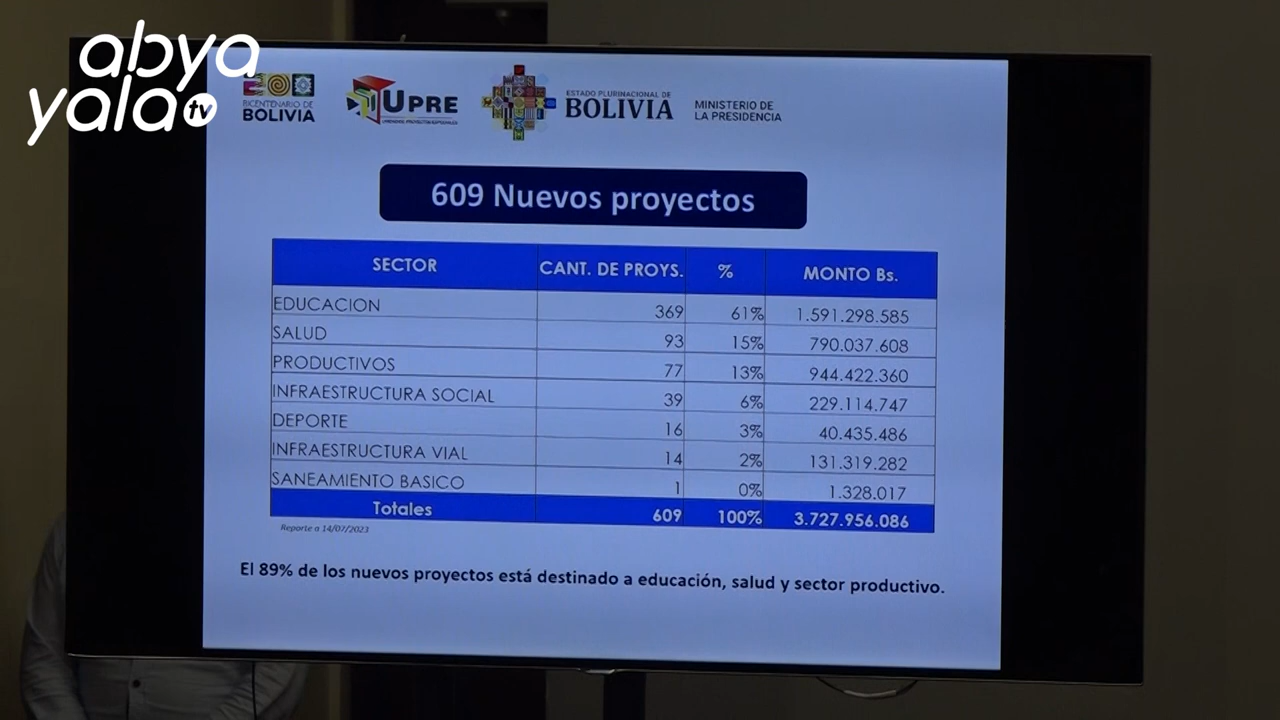 abya
yala tv
BICENTENARIO DE
BOLIVIA
UPRE
ESTADO PLURINACIONAL DE
BOLIVIA
MINISTERIO DE
LA PRESIDENCIA
609 Nuevos proyectos
SECTOR CANT. DE PROYS. % MONTO Bs.
EDUCACION 369 61% 1.591.298.585
SALUD 93 15% 790.037.608
PRODUCTIVOS 77 13% 944.422.360
INFRAESTRUCTURA SOCIAL 39 6% 229.114.747
DEPORTE 16 3% 40.435.486
INFRAESTRUCTURA VIAL 14 2% 131.319.282
SANEAMIENTO BASICO 1 0% 1.328.017
Totales 609 100% 3.727.956.086
Reporte a 14/07/2023
El 89% de los nuevos proyectos está destinado a educación, salud y sector productivo.